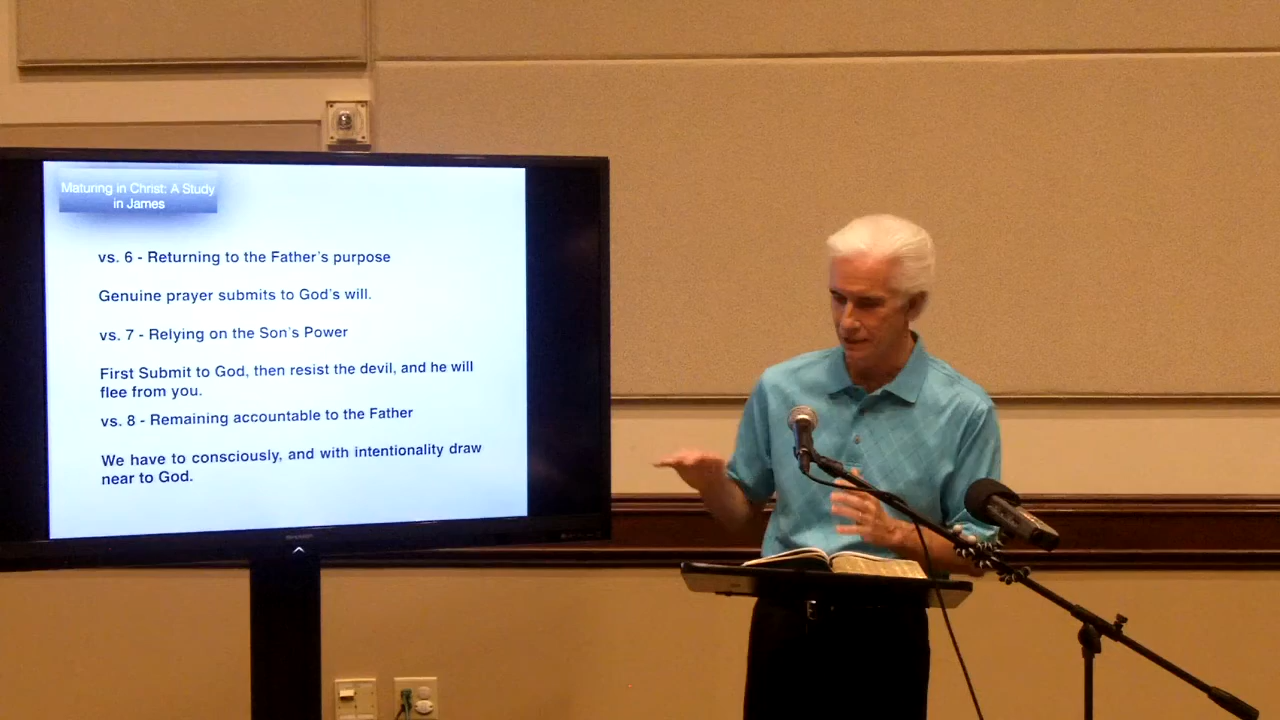 Maturing in Christ: A Study
in James
vs. 6 - Returning to the Father's purpose
Genuine prayer submits to God's will.
vs. 7 - Relying on the Son's Power
First Submit to God, then resist the devil, and he will
flee from you.
vs. 8 - Remaining accountable to the Father
We have to consciously, and with intentionality draw
near to God.
SHARP